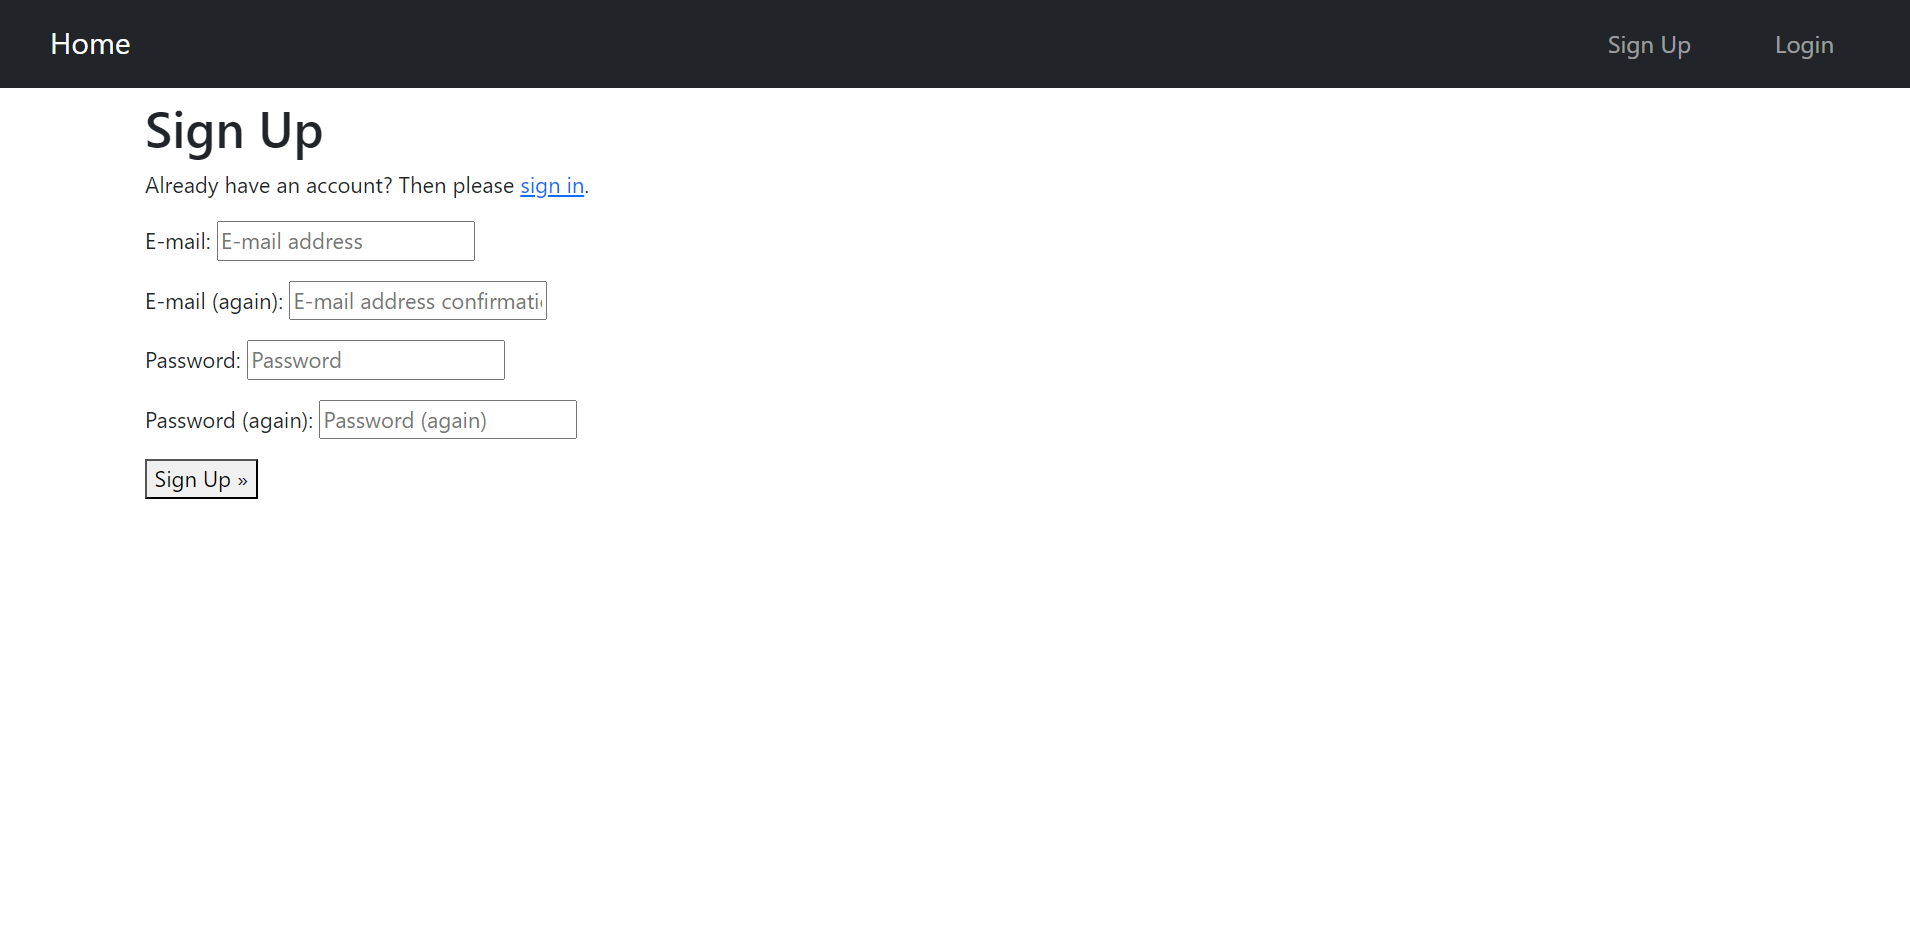 Home Sign Up Login
Sign Up
Already have an account? Then please sign in.
E-mail: E-mail address
E-mail (again): E-mail address confirmati
Password: Password
Password (again): Password (again)
Sign Up »